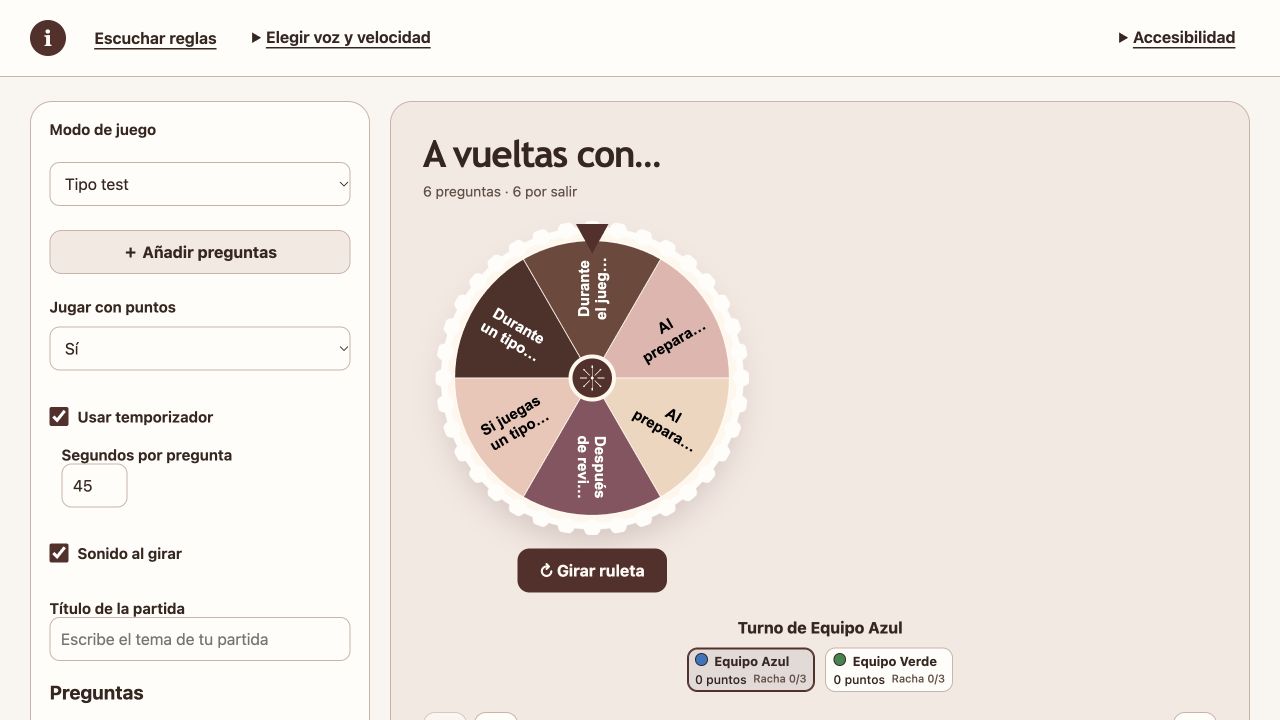 i
Escuchar reglas
Elegir voz y velocidad
Accesibilidad
Modo de juego
Tipo test
+ Añadir preguntas
Jugar con puntos
Sí
Usar temporizador
Segundos por pregunta
45
Sonido al girar
Título de la partida
Escribe el tema de tu partida
Preguntas
A vueltas con...
6 preguntas · 6 por salir
Durante
el jueg...
Al
prepara...
Al
prepara...
Después
de revi...
Si juegas
un tipo...
Durante
un tipo...
↻ Girar ruleta
Turno de Equipo Azul
Equipo Azul
0 puntos Racha 0/3
Equipo Verde
0 puntos Racha 0/3